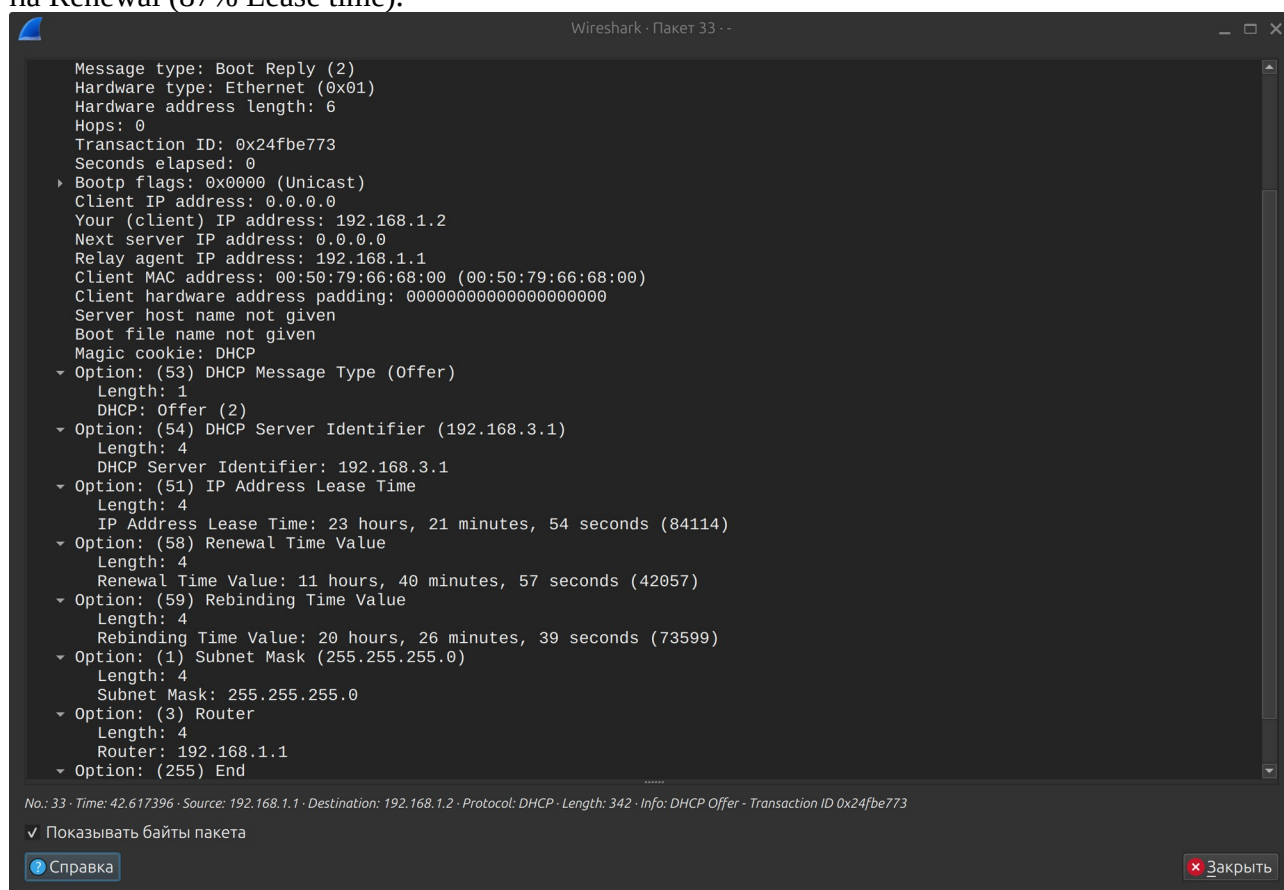 на Renewal (87% Lease time).
Wireshark · Пакет 33 · -
Message type: Boot Reply (2)
Hardware type: Ethernet (0x01)
Hardware address length: 6
Hops: 0
Transaction ID: 0x24fbe773
Seconds elapsed: 0
Bootp flags: 0x0000 (Unicast)
Client IP address: 0.0.0.0
Your (client) IP address: 192.168.1.2
Next server IP address: 0.0.0.0
Relay agent IP address: 192.168.1.1
Client MAC address: 00:50:79:66:68:00 (00:50:79:66:68:00)
Client hardware address padding: 00000000000000000000
Server host name not given
Boot file name not given
Magic cookie: DHCP
Option: (53) DHCP Message Type (Offer)
Length: 1
DHCP: Offer (2)
Option: (54) DHCP Server Identifier (192.168.3.1)
Length: 4
DHCP Server Identifier: 192.168.3.1
Option: (51) IP Address Lease Time
Length: 4
IP Address Lease Time: 23 hours, 21 minutes, 54 seconds (84114)
Option: (58) Renewal Time Value
Length: 4
Renewal Time Value: 11 hours, 40 minutes, 57 seconds (42057)
Option: (59) Rebinding Time Value
Length: 4
Rebinding Time Value: 20 hours, 26 minutes, 39 seconds (73599)
Option: (1) Subnet Mask (255.255.255.0)
Length: 4
Subnet Mask: 255.255.255.0
Option: (3) Router
Length: 4
Router: 192.168.1.1
Option: (255) End
No.: 33 · Time: 42.617396 · Source: 192.168.1.1 · Destination: 192.168.1.2 · Protocol: DHCP · Length: 342 · Info: DHCP Offer - Transaction ID 0x24fbe773
Показывать байты пакета
Справка
Закрыть